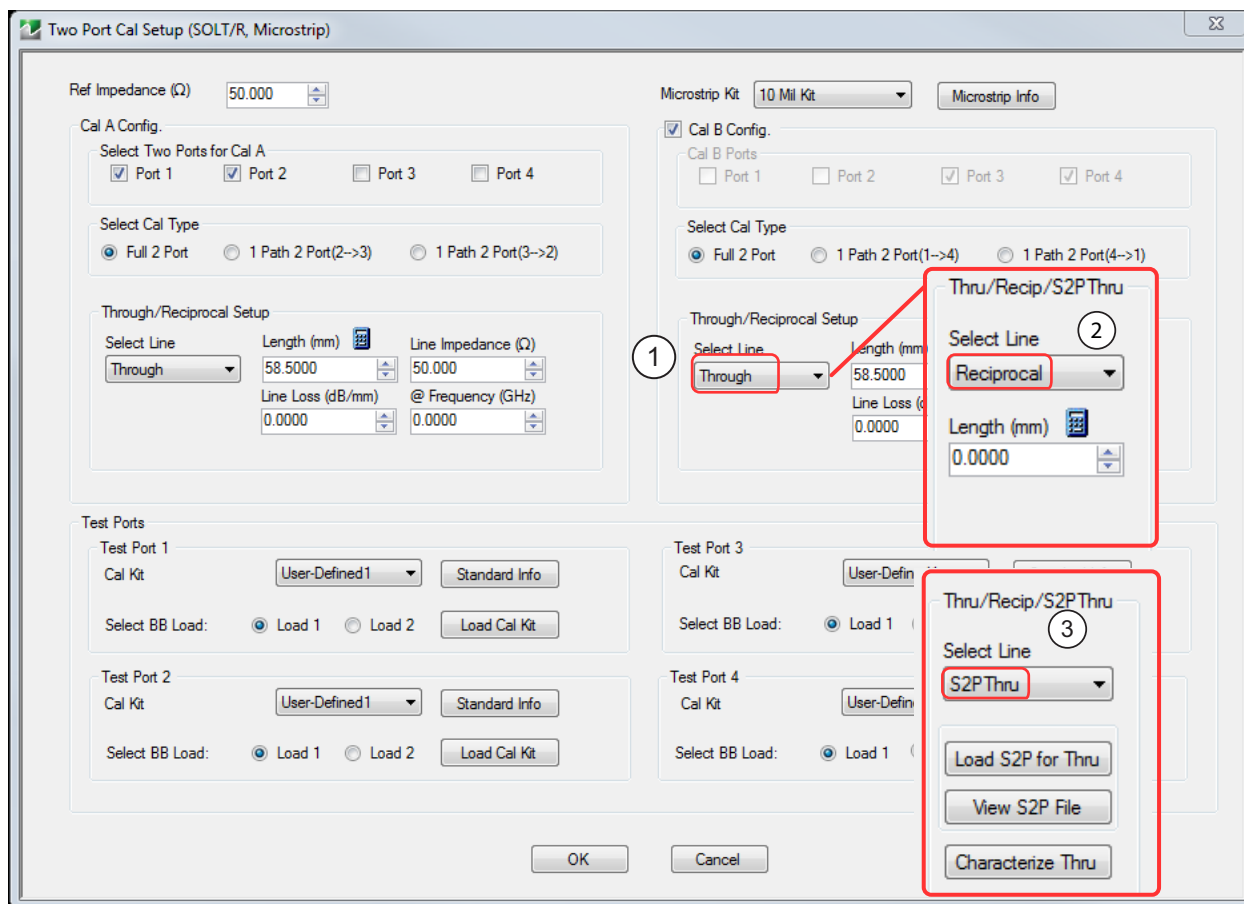 Two Port Cal Setup (SOLT/R, Microstrip)
Ref Impedance (Ω) 50.000
Microstrip Kit 10 Mil Kit Microstrip Info
Cal A Config.
Select Two Ports for Cal A
Port 1 Port 2 Port 3 Port 4
Select Cal Type
Full 2 Port 1 Path 2 Port(2-->3) 1 Path 2 Port(3-->2)
Through/Reciprocal Setup
Select Line Length (mm) Line Impedance (Ω)
Through 58.5000 50.000
Line Loss (dB/mm) @ Frequency (GHz)
0.0000 0.0000
Cal B Config.
Cal B Ports
Port 1 Port 2 Port 3 Port 4
Select Cal Type
Full 2 Port 1 Path 2 Port(1-->4) 1 Path 2 Port(4-->1)
Through/Reciprocal Setup
1
Select Line Length (mm
Through 58.5000
Line Loss (
0.0000
Thru/Recip/S2PThru
2
Select Line
Reciprocal
Length (mm)
0.0000
Test Ports
Test Port 1
Cal Kit User-Defined1 Standard Info
Select BB Load: Load 1 Load 2 Load Cal Kit
Test Port 2
Cal Kit User-Defined1 Standard Info
Select BB Load: Load 1 Load 2 Load Cal Kit
Test Port 3
Cal Kit User-Defin
Select BB Load: Load 1
Test Port 4
Cal Kit User-Defin
Select BB Load: Load 1
Thru/Recip/S2PThru
3
Select Line
S2PThru
Load S2P for Thru
View S2P File
Characterize Thru
OK Cancel